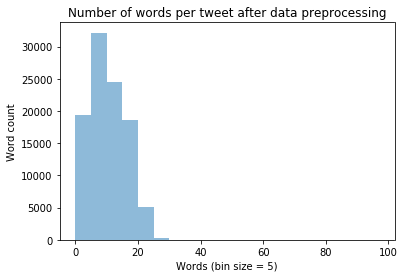 Number of words per tweet after data preprocessing
30000
25000
20000
15000
10000
5000
0
Word count
0 20 40 60 80 100
Words (bin size = 5)